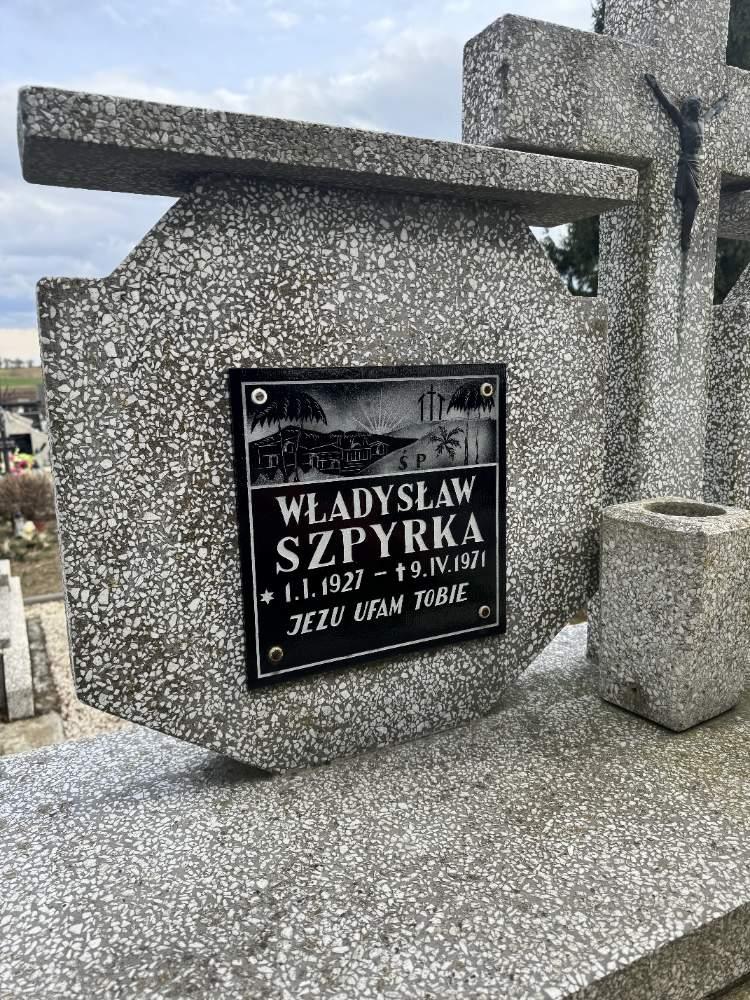 ŚP
WŁADYSŁAW
SZPYRKA
* 1.I.1927 – † 9.IV.1971
JEZU UFAM TOBIE